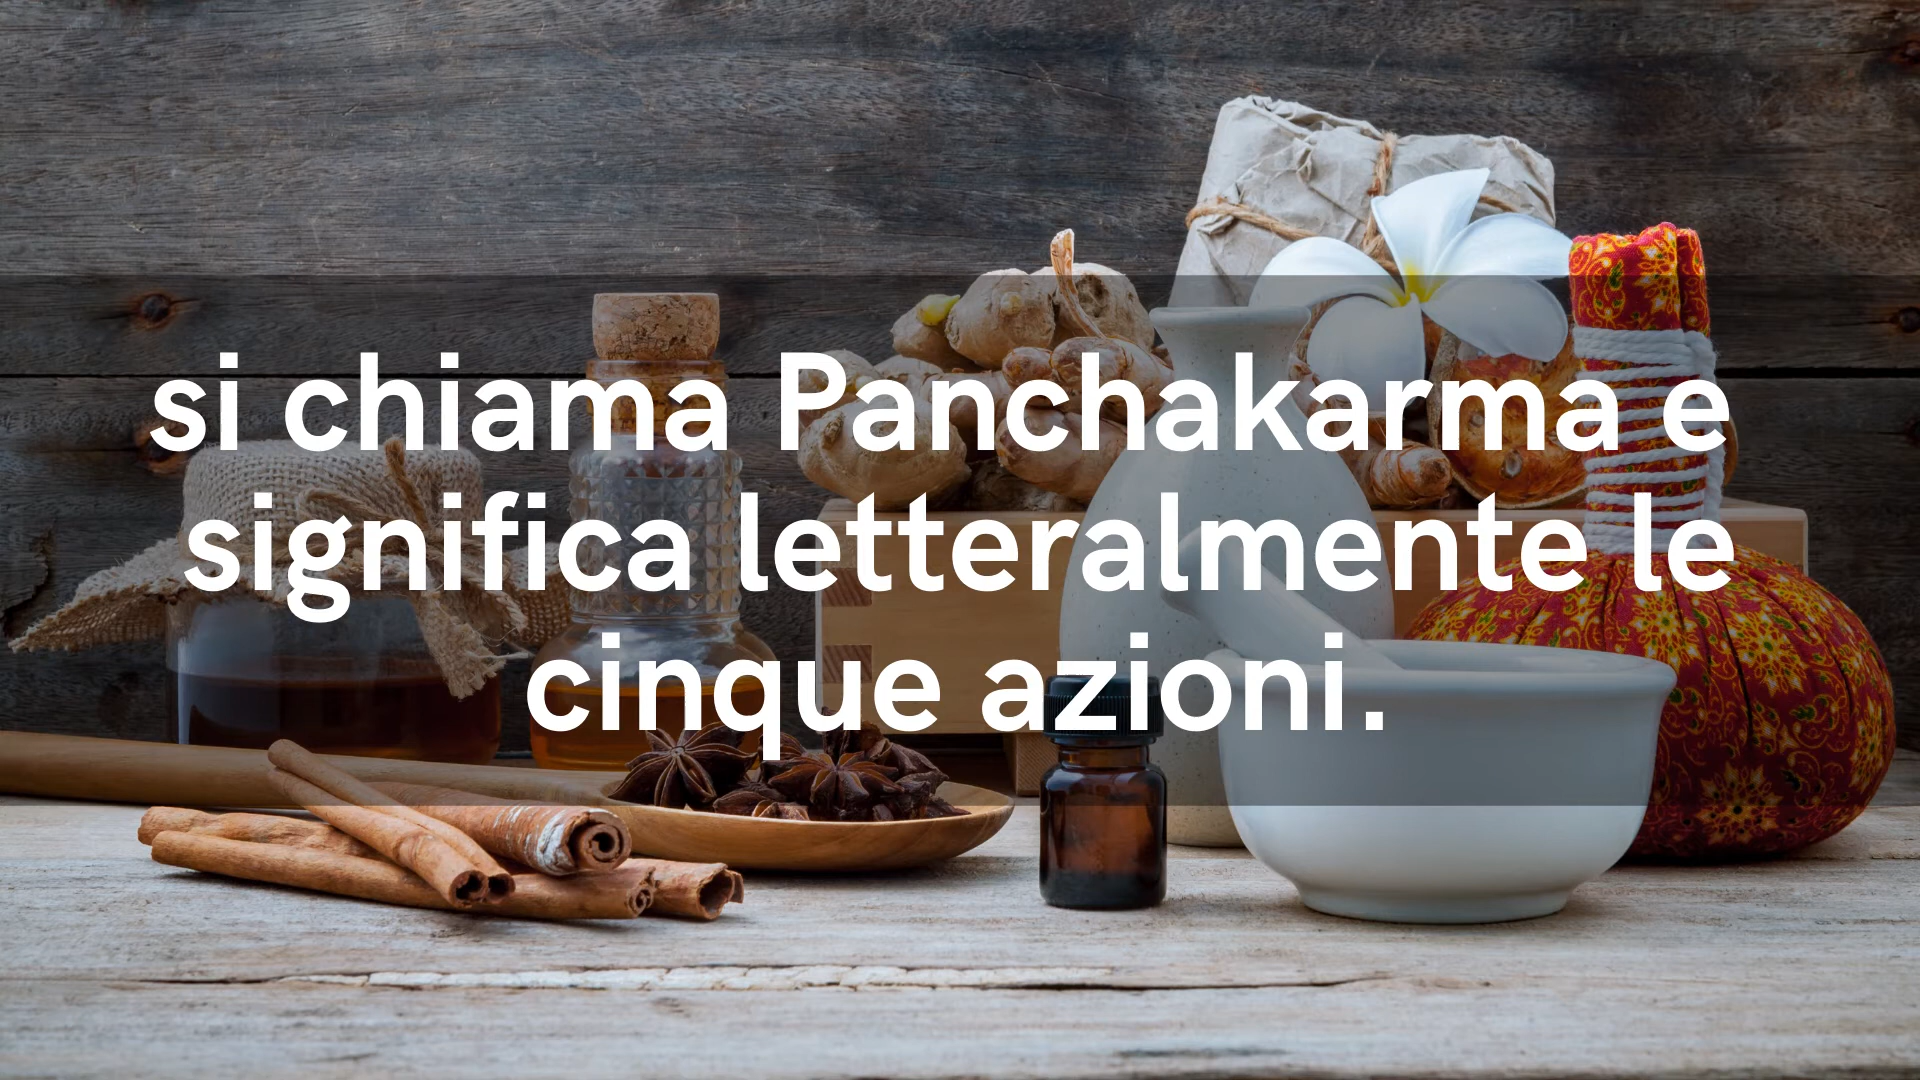 si chiama Panchakarma e
significa letteralmente le
cinque azioni.